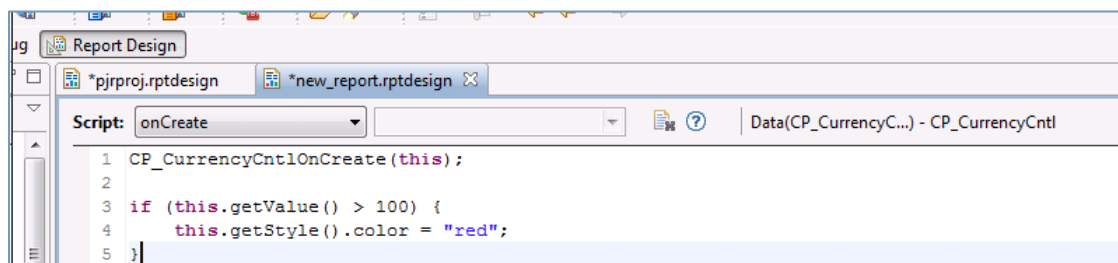 ug Report Design
*pjrproj.rptdesign *new_report.rptdesign
Script: onCreate Data(CP_CurrencyC...) - CP_CurrencyCntl
1 CP_CurrencyCntlOnCreate(this);
2
3 if (this.getValue() > 100) {
4 this.getStyle().color = "red";
5 }